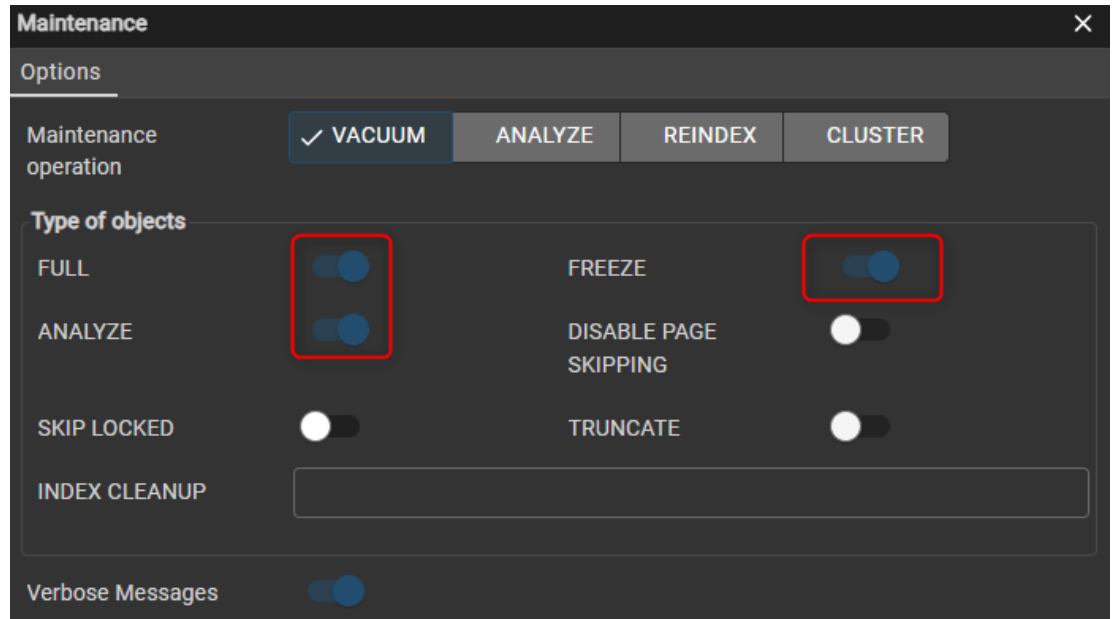 Maintenance
Options
Maintenance
operation
VACUUM ANALYZE REINDEX CLUSTER
Type of objects
FULL FREEZE
ANALYZE DISABLE PAGE
SKIPPING
SKIP LOCKED TRUNCATE
INDEX CLEANUP
Verbose Messages